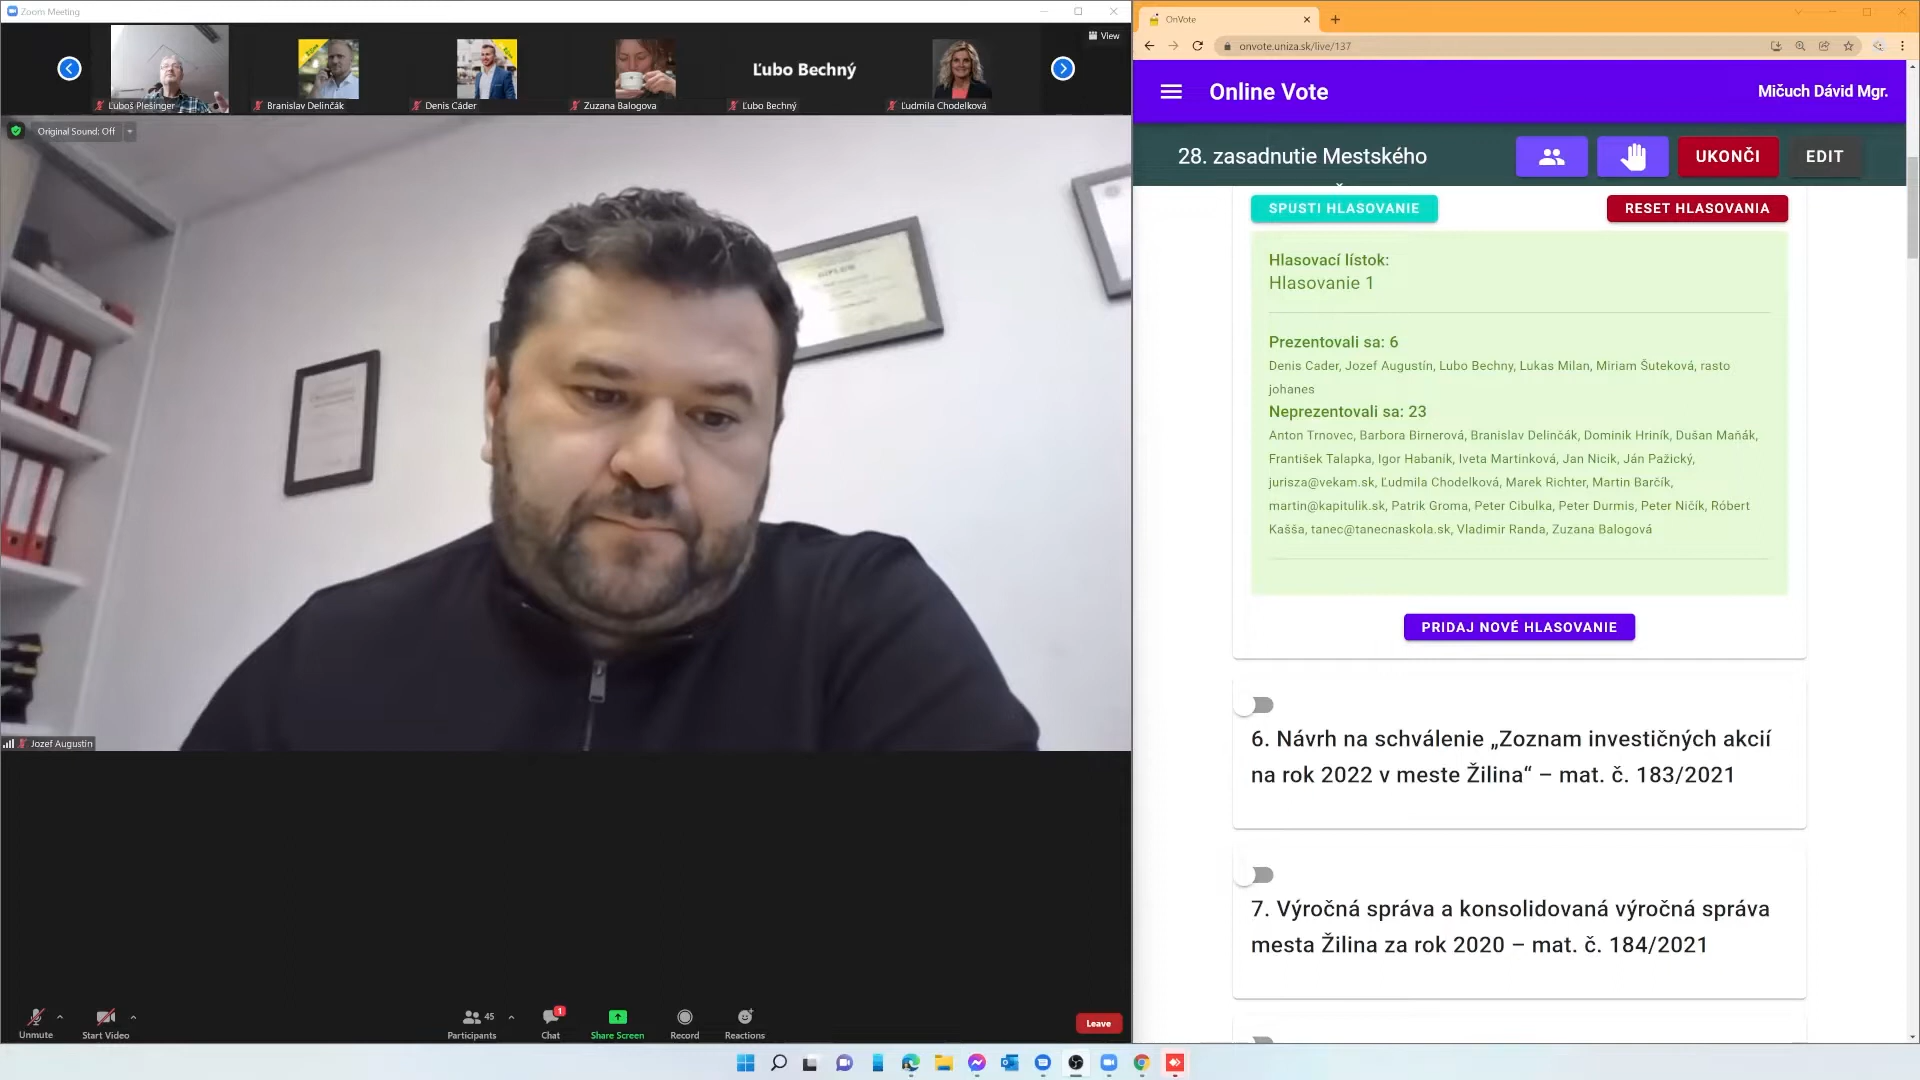 Zoom Meeting
View
Ľuboš Plešinger
Branislav Delinčák
Denis Cáder
Zuzana Balogova
Ľubo Bechný
Ľubo Bechný
Ľudmila Chodelková
Original Sound: Off
DIPLOM
Jozef Augustín
Unmute
Start Video
Participants
45
Chat
1
Share Screen
Record
Reactions
Leave
OnVote
onvote.uniza.sk/live/137
Online Vote
Mičuch Dávid Mgr.
28. zasadnutie Mestského
UKONČI
EDIT
SPUSTI HLASOVANIE
RESET HLASOVANIA
Hlasovací lístok:
Hlasovanie 1
Prezentovali sa: 6
Denis Cader, Jozef Augustín, Lubo Bechny, Lukas Milan, Miriam Šuteková, rasto
johanes
Neprezentovali sa: 23
Anton Trnovec, Barbora Birnerová, Branislav Delinčák, Dominik Hriník, Dušan Maňák,
František Talapka, Igor Habanik, Iveta Martinková, Jan Nicik, Ján Pažický,
jurisza@vekam.sk, Ľudmila Chodelková, Marek Richter, Martin Barčík,
martin@kapitulik.sk, Patrik Groma, Peter Cibulka, Peter Durmis, Peter Ničík, Róbert
Kašša, tanec@tanecnaskola.sk, Vladimir Randa, Zuzana Balogová
PRIDAJ NOVÉ HLASOVANIE
6. Návrh na schválenie „Zoznam investičných akcií
na rok 2022 v meste Žilina“ – mat. č. 183/2021
7. Výročná správa a konsolidovaná výročná správa
mesta Žilina za rok 2020 – mat. č. 184/2021